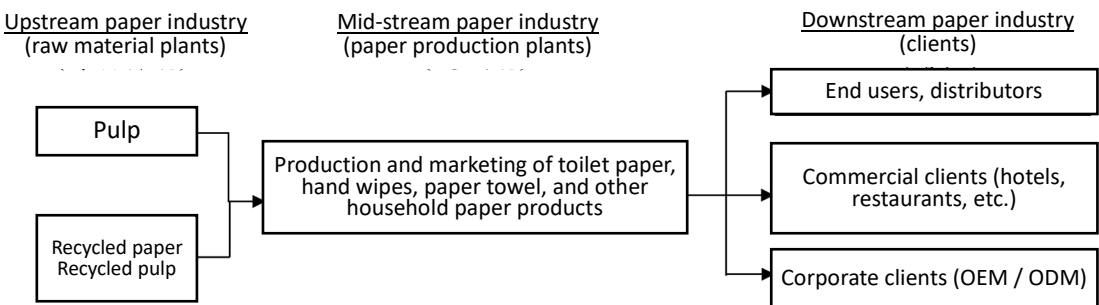 Upstream paper industry
(raw material plants)
Mid-stream paper industry
(paper production plants)
Downstream paper industry
(clients)
Pulp
Recycled paper
Recycled pulp
Production and marketing of toilet paper,
hand wipes, paper towel, and other
household paper products
End users, distributors
Commercial clients (hotels,
restaurants, etc.)
Corporate clients (OEM / ODM)